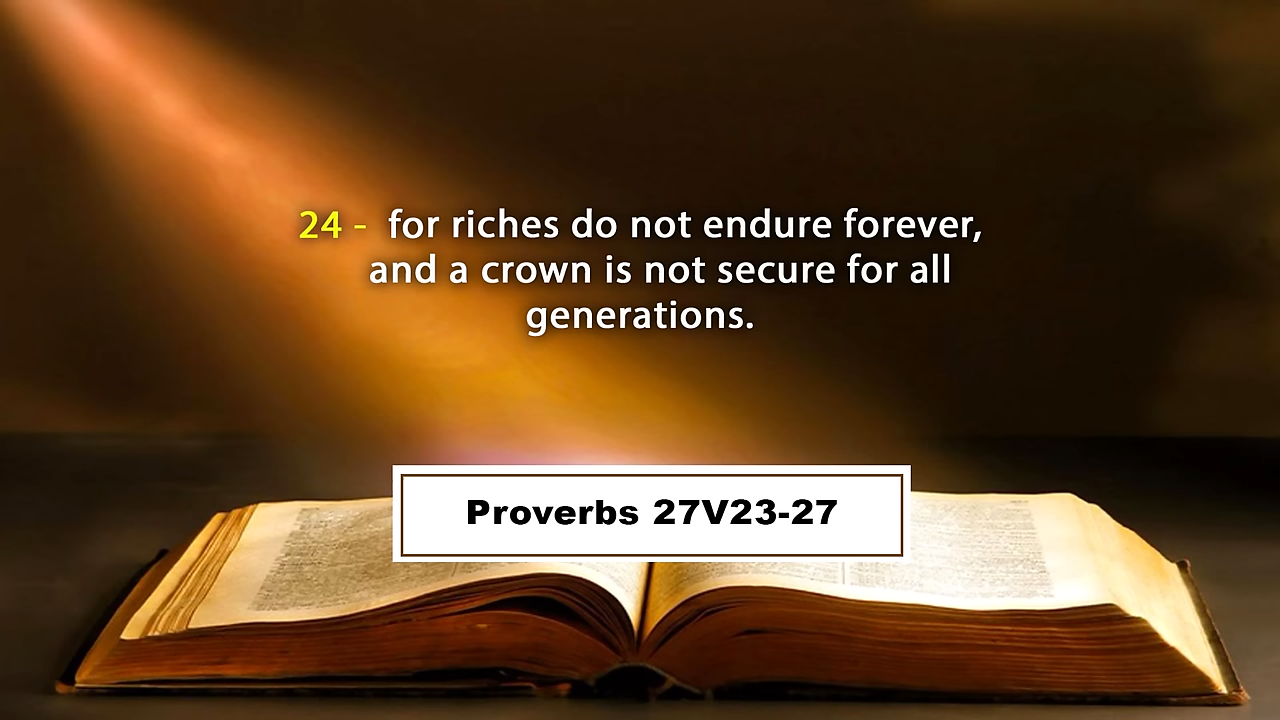 24 - for riches do not endure forever,
and a crown is not secure for all
generations.
Proverbs 27V23-27